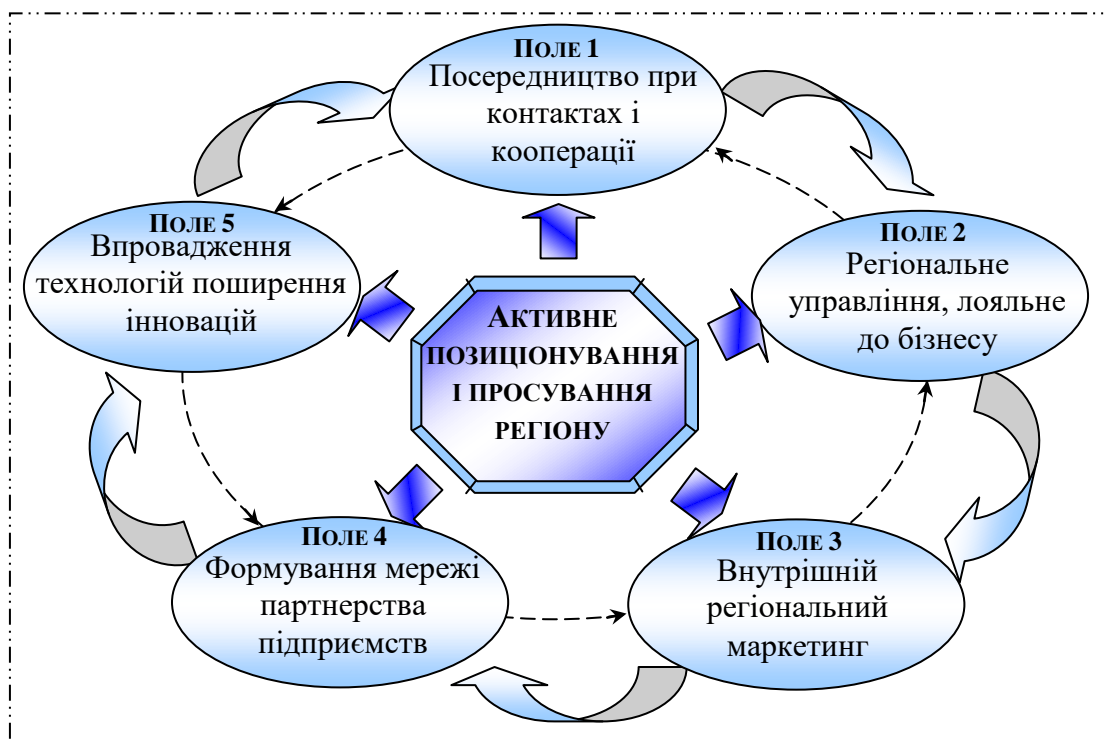 ПОЛЕ 1
Посередництво при
контактах і
кооперації
ПОЛЕ 5
Впровадження
технологій поширення
інновацій
ПОЛЕ 2
Регіональне
управління, лояльне
до бізнесу
АКТИВНЕ
ПОЗИЦІОНУВАННЯ
І ПРОСУВАННЯ
РЕГІОНУ
ПОЛЕ 4
Формування мережі
партнерства
підприємств
ПОЛЕ 3
Внутрішній
регіональний
маркетинг